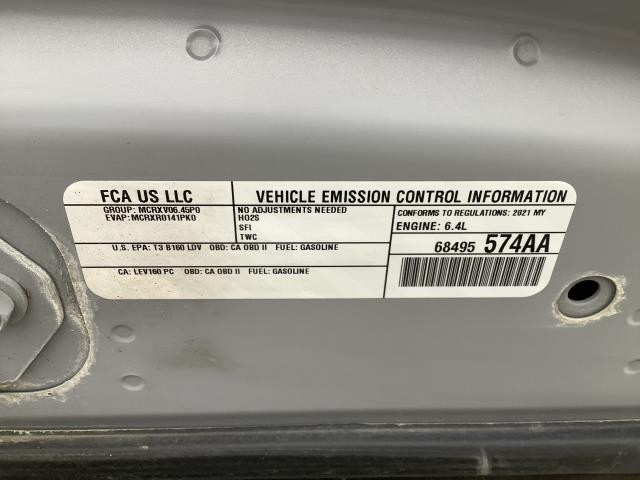 FCA US LLC
GROUP: MCRXV06.45P0
EVAP: MCRXR0141PK0
VEHICLE EMISSION CONTROL INFORMATION
NO ADJUSTMENTS NEEDED
HO2S
SFI
TWC
CONFORMS TO REGULATIONS: 2021 MY
ENGINE: 6.4L
68495 574AA
U.S. EPA: T3 B160 LDV OBD: CA OBD II FUEL: GASOLINE
CA: LEV160 PC OBD: CA OBD II FUEL: GASOLINE